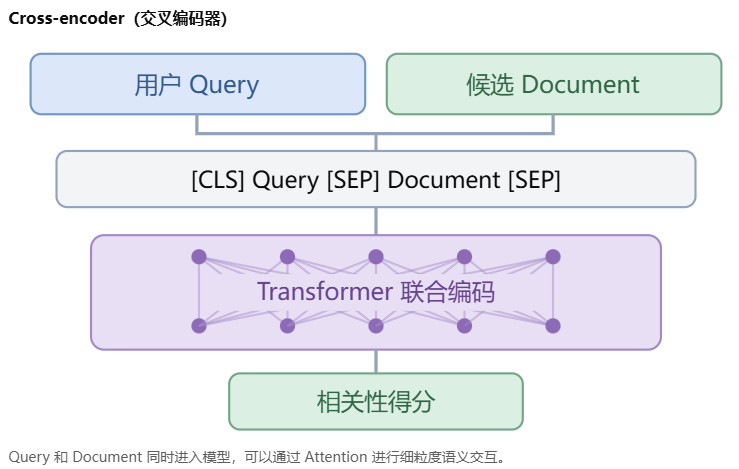 Cross-encoder (交叉编码器)
用户 Query
候选 Document
[CLS] Query [SEP] Document [SEP]
Transformer 联合编码
相关性得分
Query 和 Document 同时进入模型，可以通过 Attention 进行细粒度语义交互。